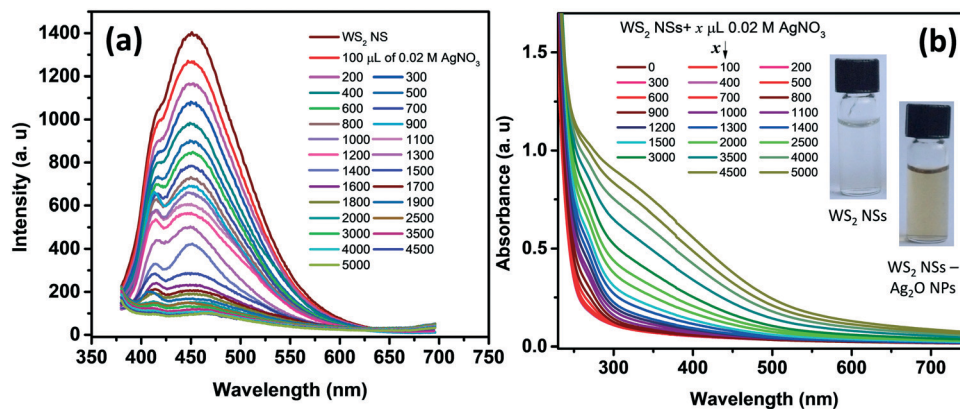 (a)
WS₂ NS
100 µL of 0.02 M AgNO₃
200 300
400 500
600 700
800 900
1000 1100
1200 1300
1400 1500
1600 1700
1800 1900
2000 2500
3000 3500
4000 4500
5000
Intensity (a. u)
1400
1200
1000
800
600
400
200
0
350 400 450 500 550 600 650 700 750
Wavelength (nm)
(b)
WS₂ NSs+ x µL 0.02 M AgNO₃
x↓
0 100 200
300 400 500
600 700 800
900 1000 1100
1200 1300 1400
1500 2000 2500
3000 3500 4000
4500 5000
WS₂ NSs
WS₂ NSs –
Ag₂O NPs
Absorbance (a. u)
1.5
1.0
0.5
0.0
300 400 500 600 700
Wavelength (nm)